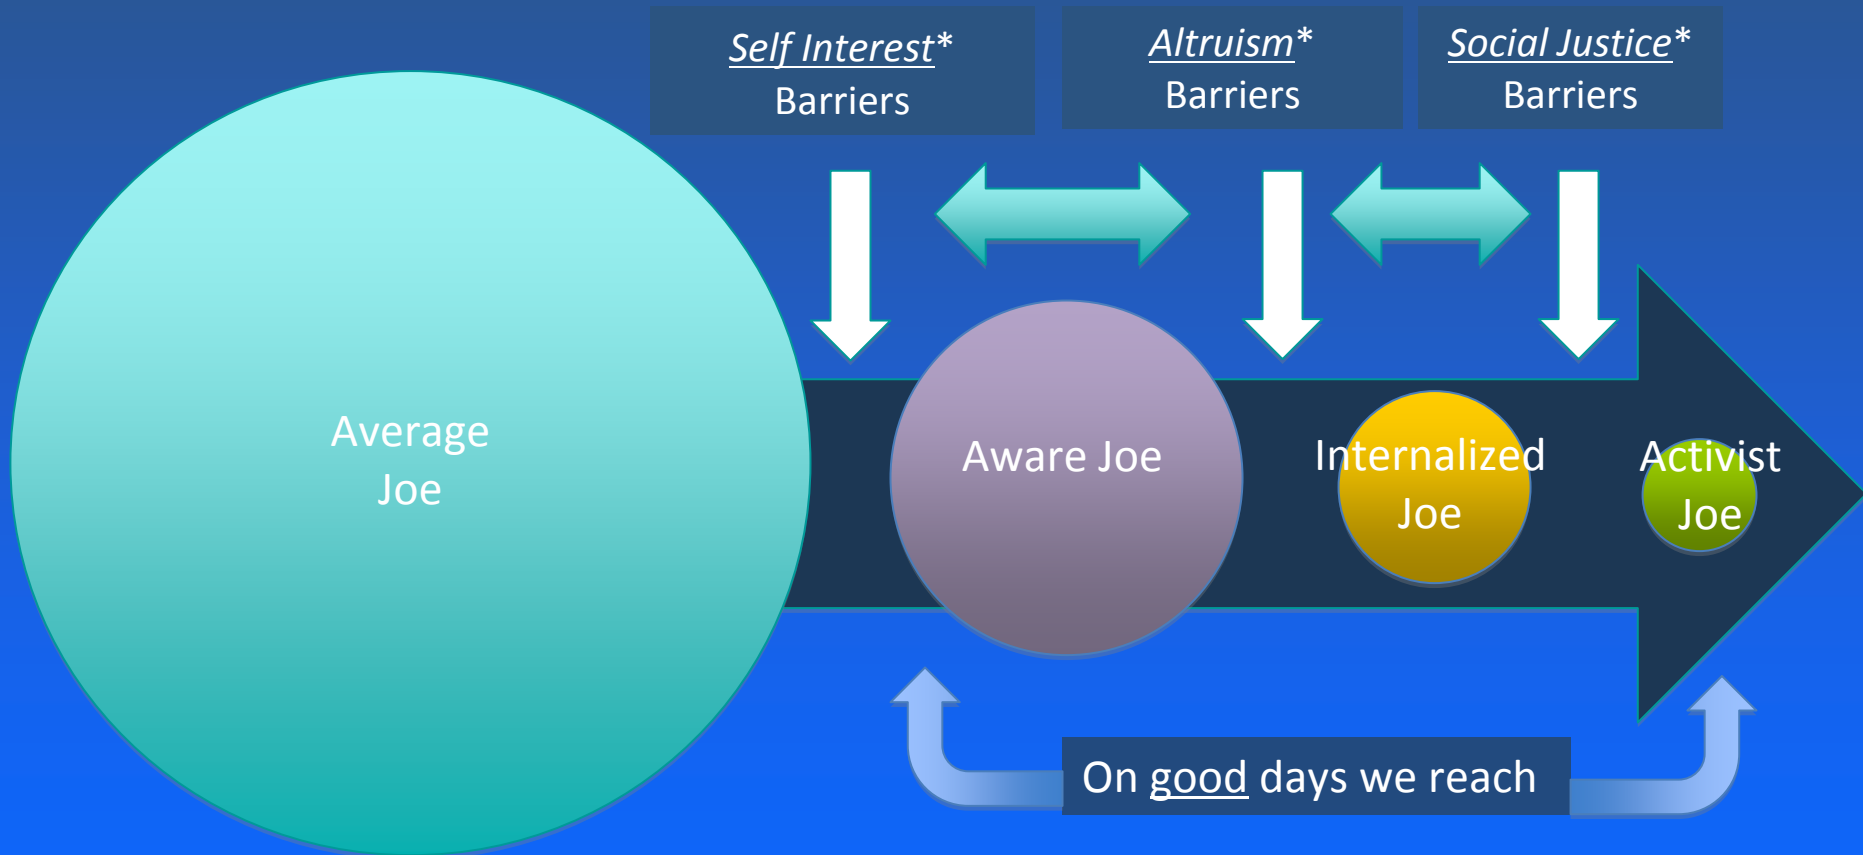 Self Interest*
Barriers
Altruism*
Barriers
Social Justice*
Barriers
Average
Joe
Aware Joe
Internalized
Joe
Activist
Joe
On good days we reach